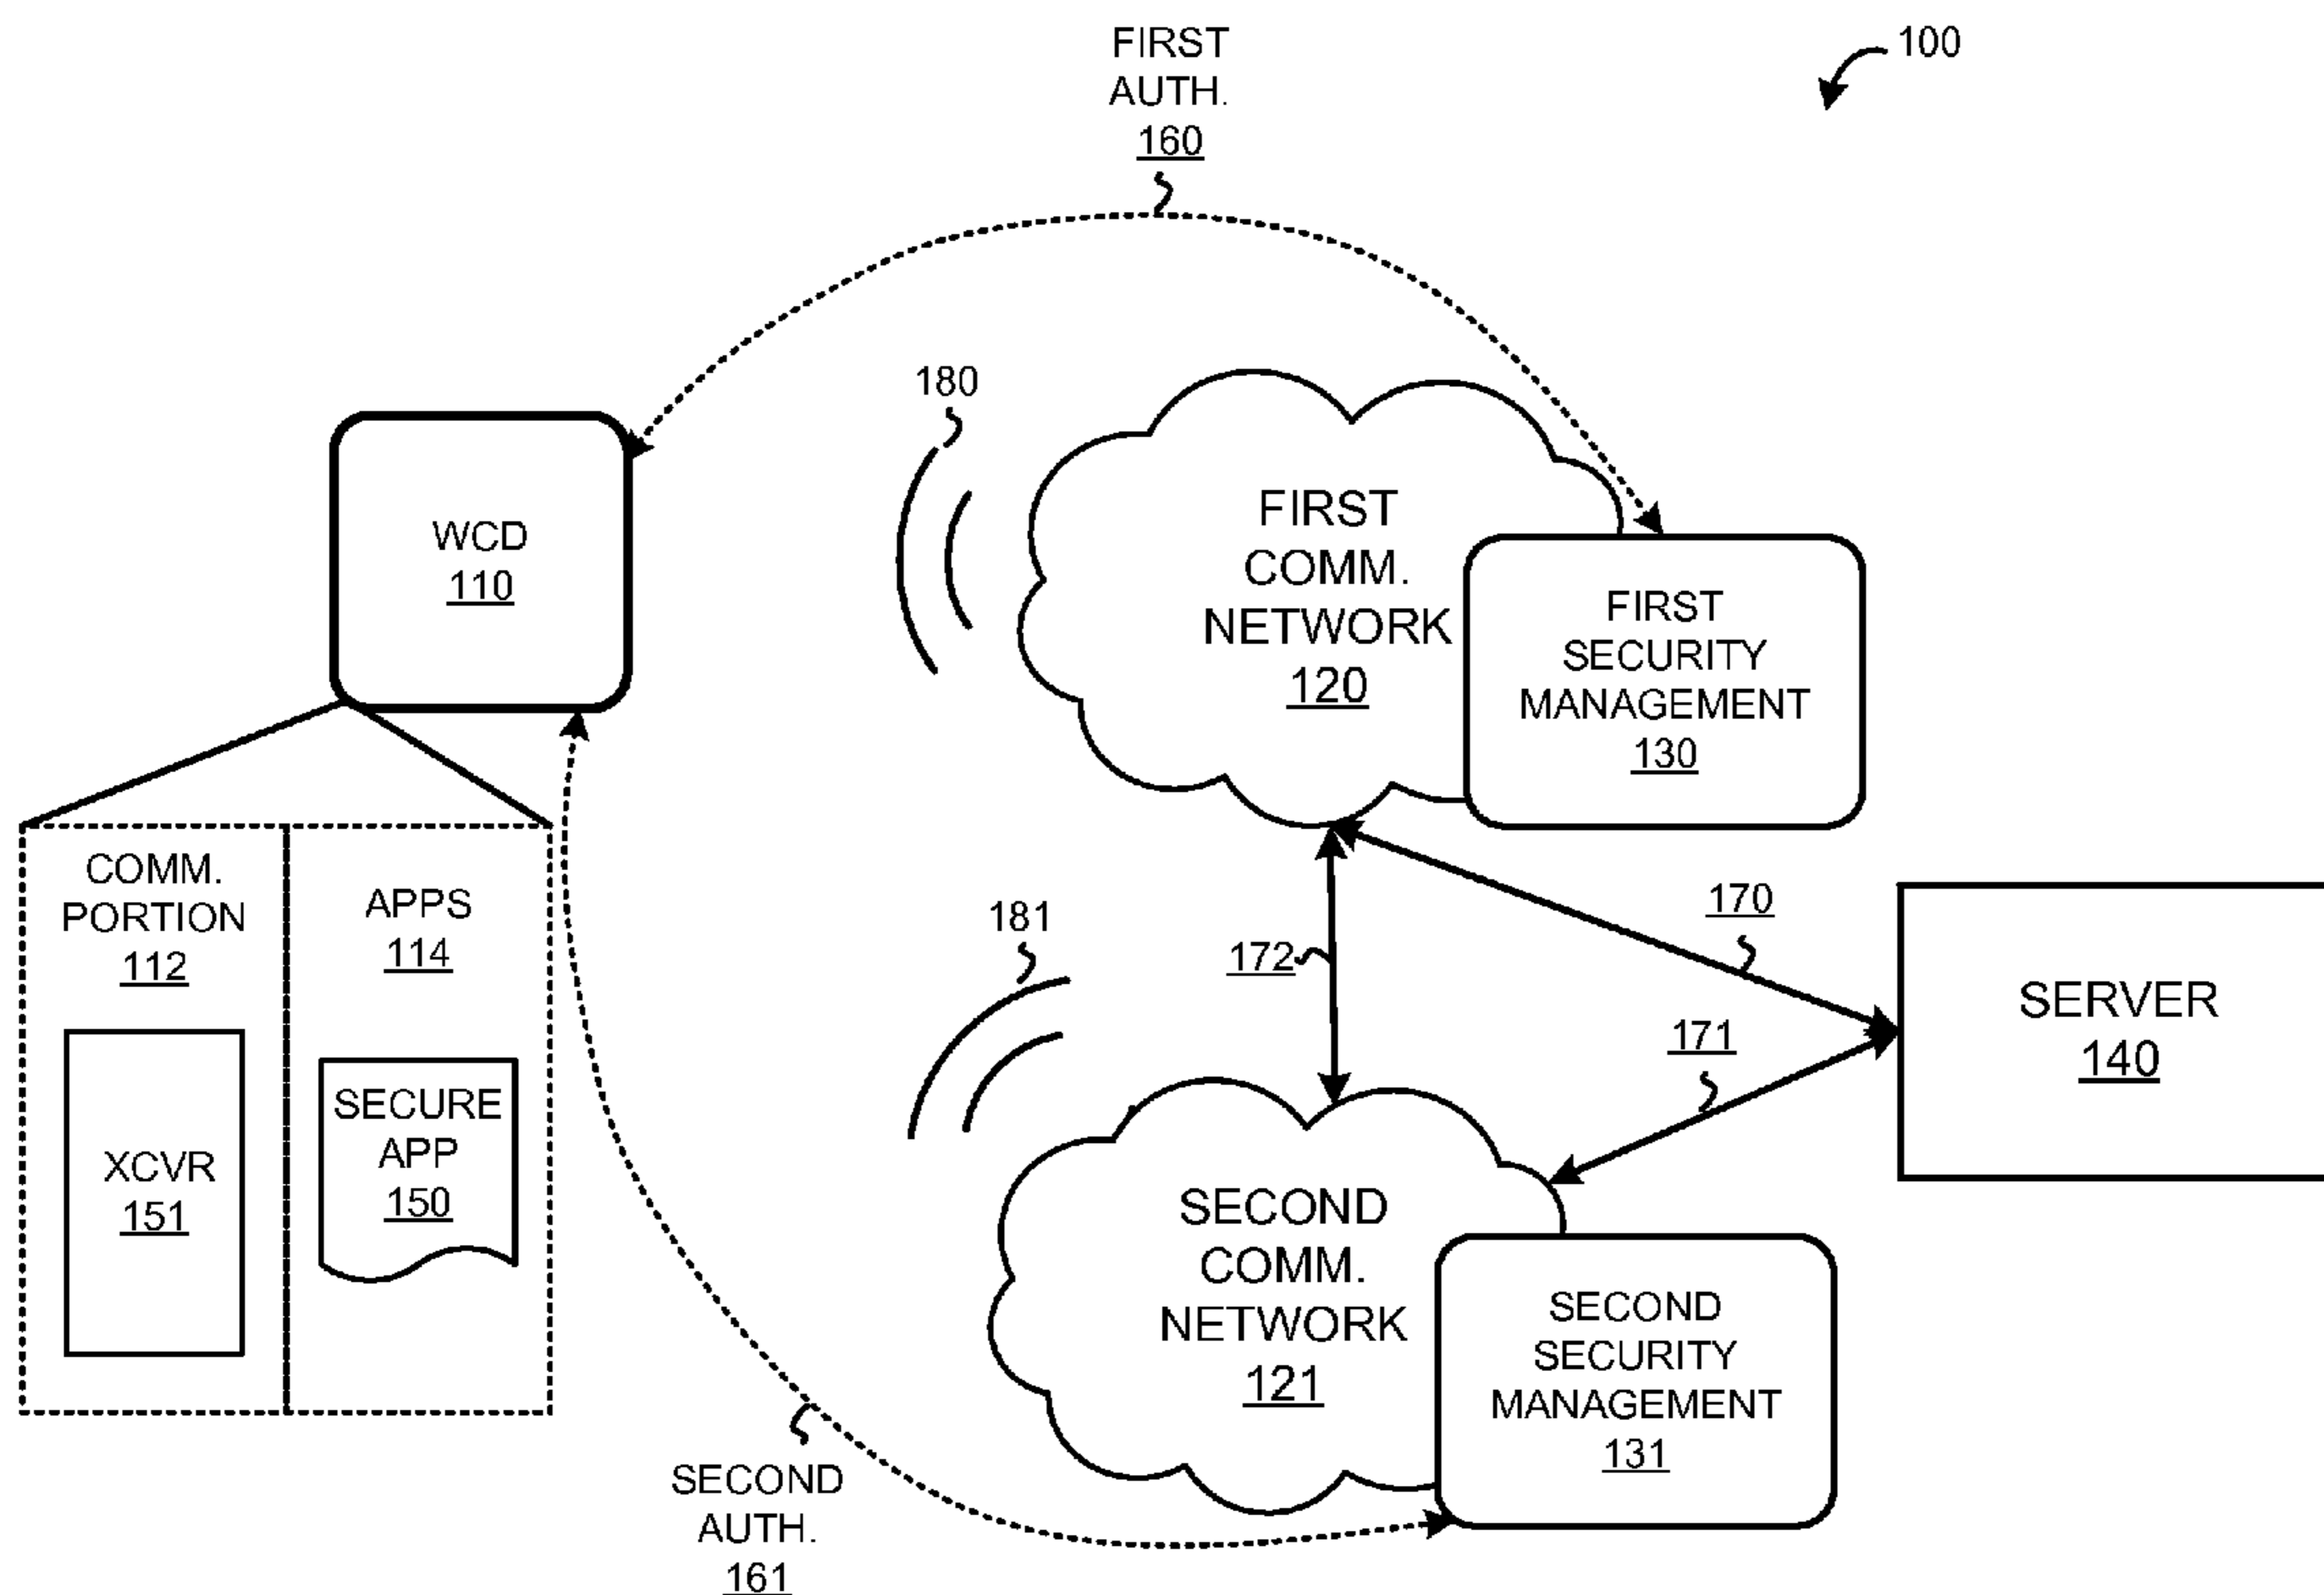 FIRST
AUTH.
160
100
180
WCD
110
FIRST
COMM.
NETWORK
120
FIRST
SECURITY
MANAGEMENT
130
COMM.
PORTION
112
APPS
114
XCVR
151
SECURE
APP
150
181
172
170
171
SERVER
140
SECOND
COMM.
NETWORK
121
SECOND
SECURITY
MANAGEMENT
131
SECOND
AUTH.
161